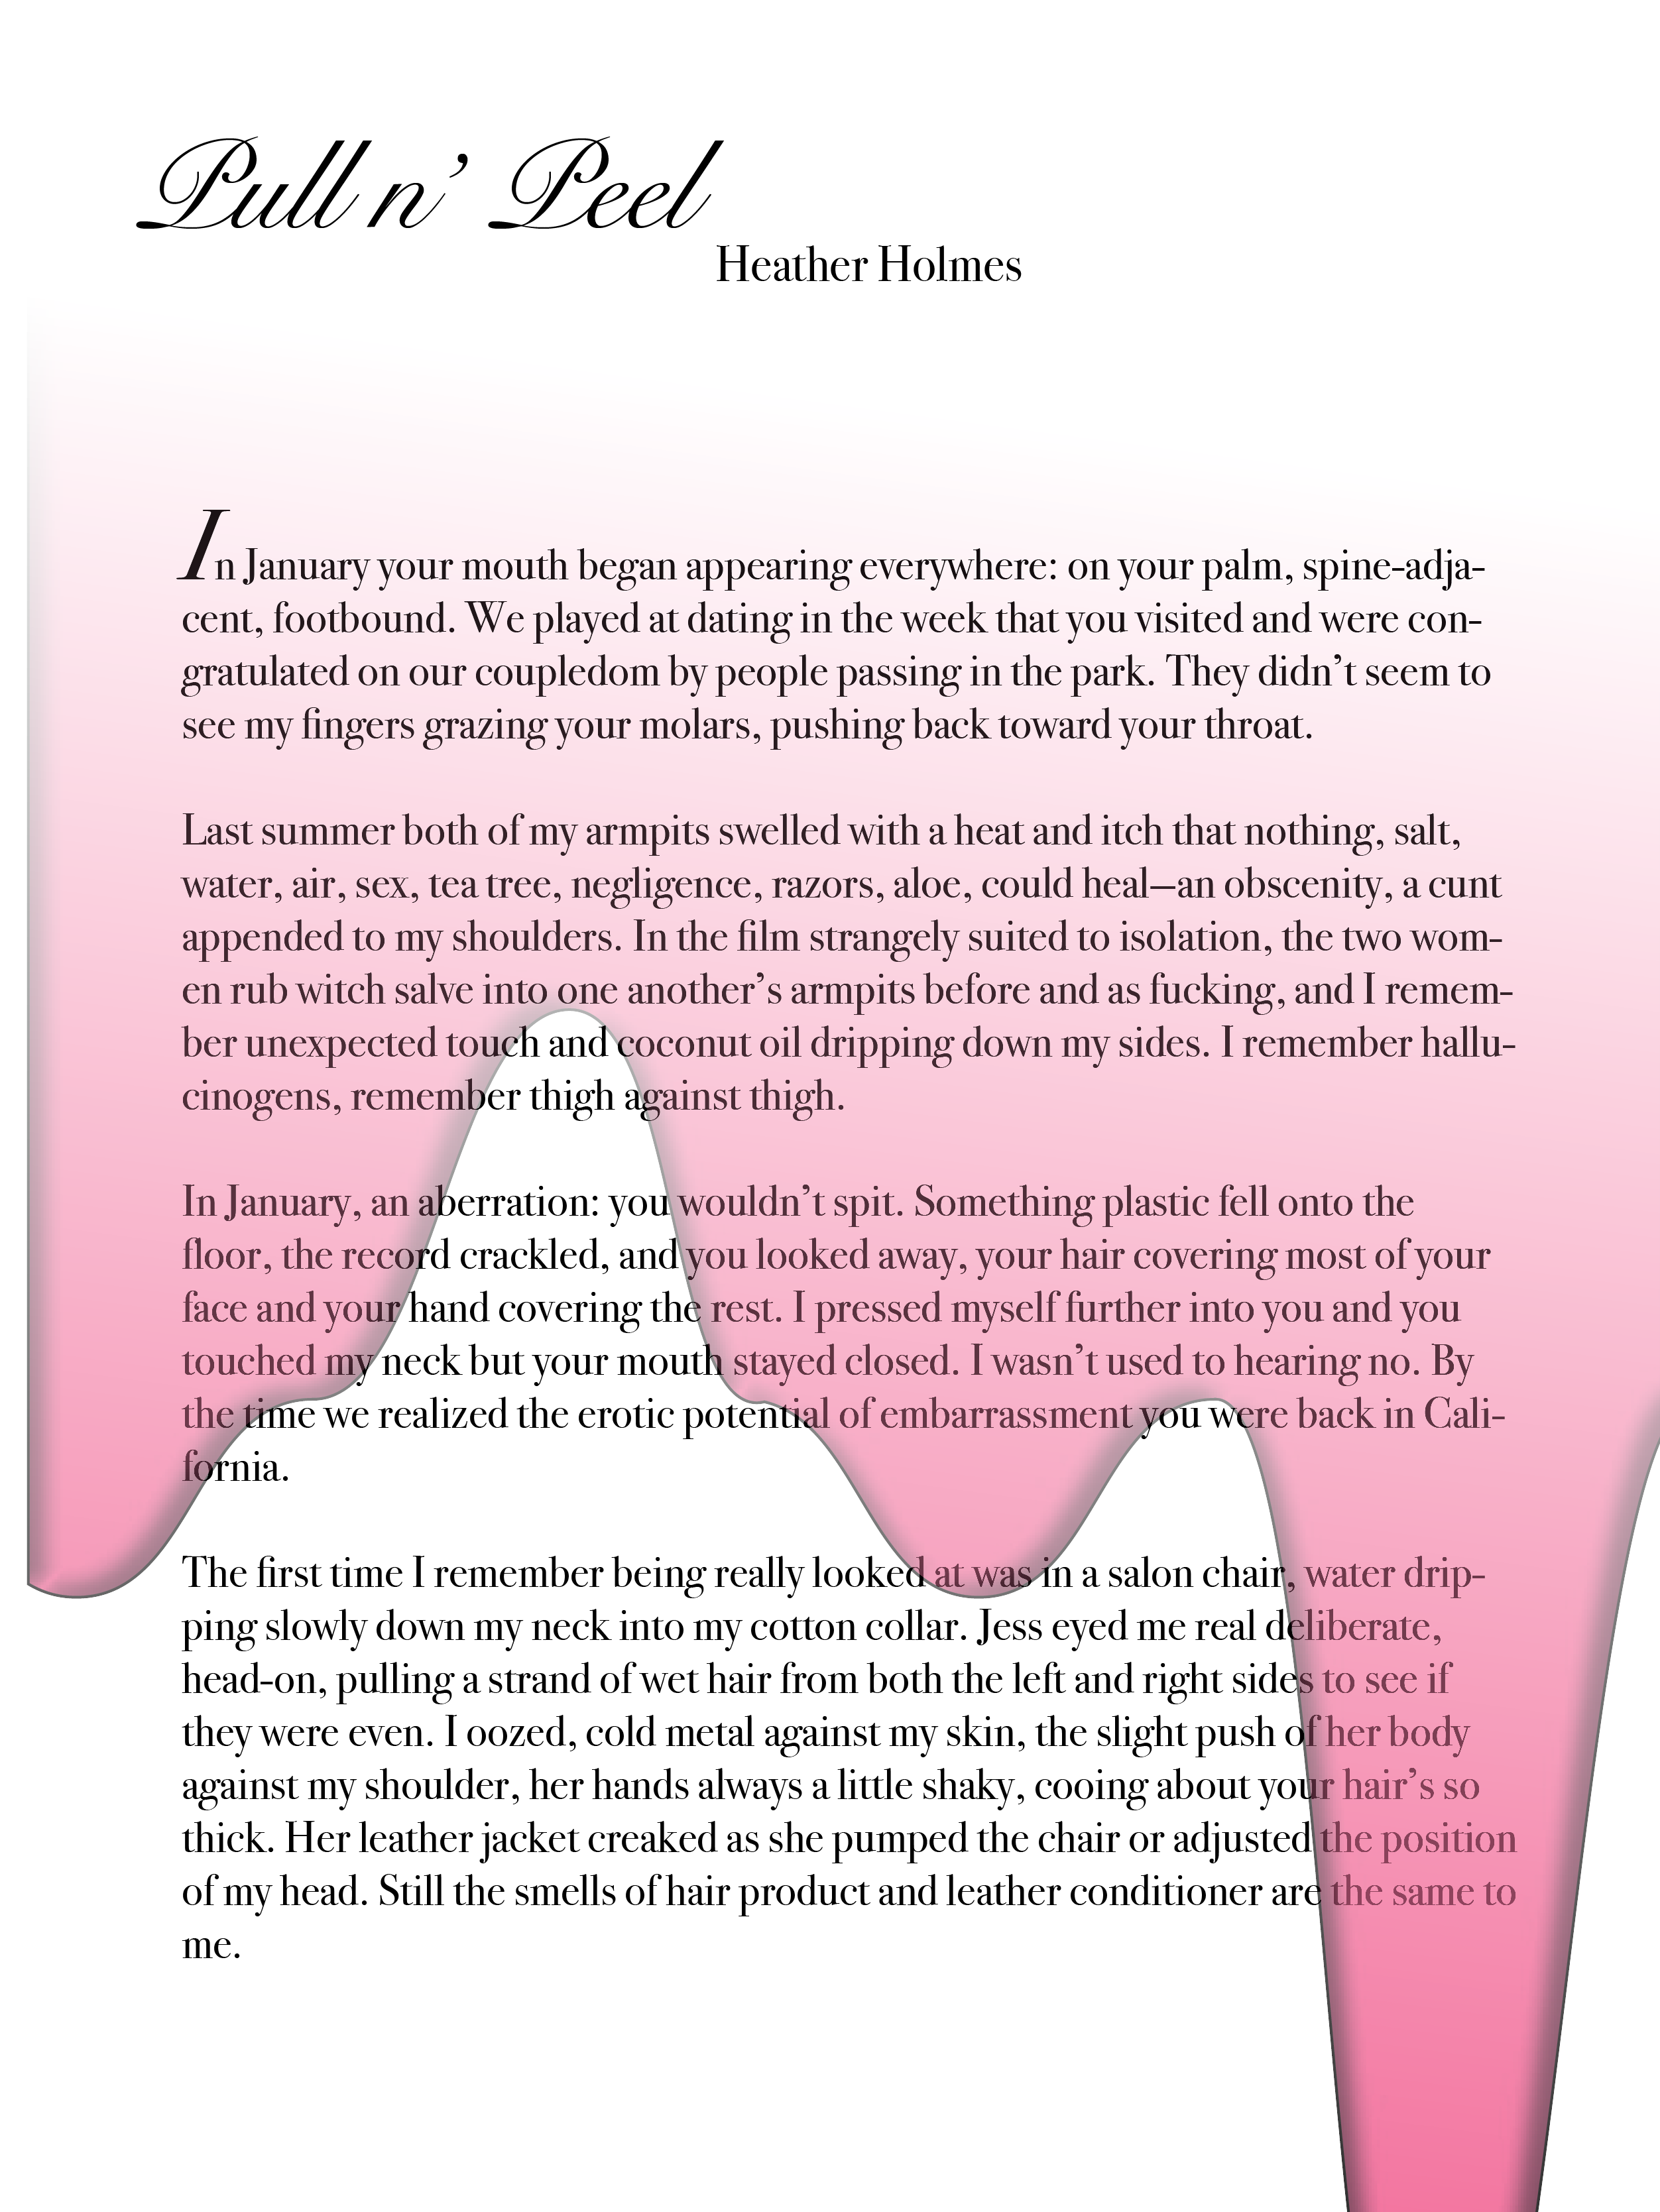 Pull n’ Peel
Heather Holmes
In January your mouth began appearing everywhere: on your palm, spine-adja-
cent, footbound. We played at dating in the week that you visited and were con-
gratulated on our coupledom by people passing in the park. They didn’t seem to
see my fingers grazing your molars, pushing back toward your throat.
Last summer both of my armpits swelled with a heat and itch that nothing, salt,
water, air, sex, tea tree, negligence, razors, aloe, could heal—an obscenity, a cunt
appended to my shoulders. In the film strangely suited to isolation, the two wom-
en rub witch salve into one another’s armpits before and as fucking, and I remem-
ber unexpected touch and coconut oil dripping down my sides. I remember hallu-
cinogens, remember thigh against thigh.
In January, an aberration: you wouldn’t spit. Something plastic fell onto the
floor, the record crackled, and you looked away, your hair covering most of your
face and your hand covering the rest. I pressed myself further into you and you
touched my neck but your mouth stayed closed. I wasn’t used to hearing no. By
the time we realized the erotic potential of embarrassment you were back in Cali-
fornia.
The first time I remember being really looked at was in a salon chair, water drip-
ping slowly down my neck into my cotton collar. Jess eyed me real deliberate,
head-on, pulling a strand of wet hair from both the left and right sides to see if
they were even. I oozed, cold metal against my skin, the slight push of her body
against my shoulder, her hands always a little shaky, cooing about your hair’s so
thick. Her leather jacket creaked as she pumped the chair or adjusted the position
of my head. Still the smells of hair product and leather conditioner are the same to
me.